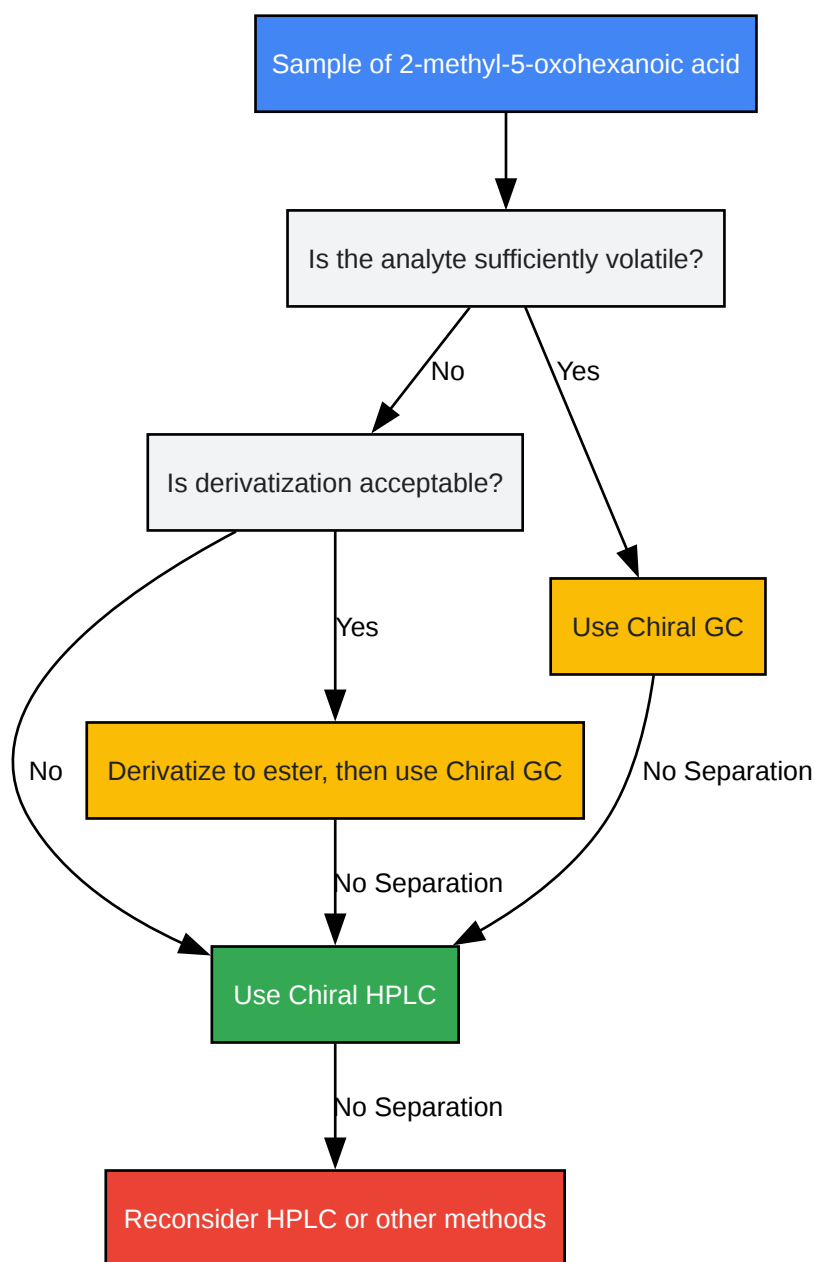 Sample of 2-methyl-5-oxohexanoic acid
Is the analyte sufficiently volatile?
No
Yes
Is derivatization acceptable?
Yes
Use Chiral GC
No
Derivatize to ester, then use Chiral GC
No Separation
No Separation
Use Chiral HPLC
No Separation
Reconsider HPLC or other methods